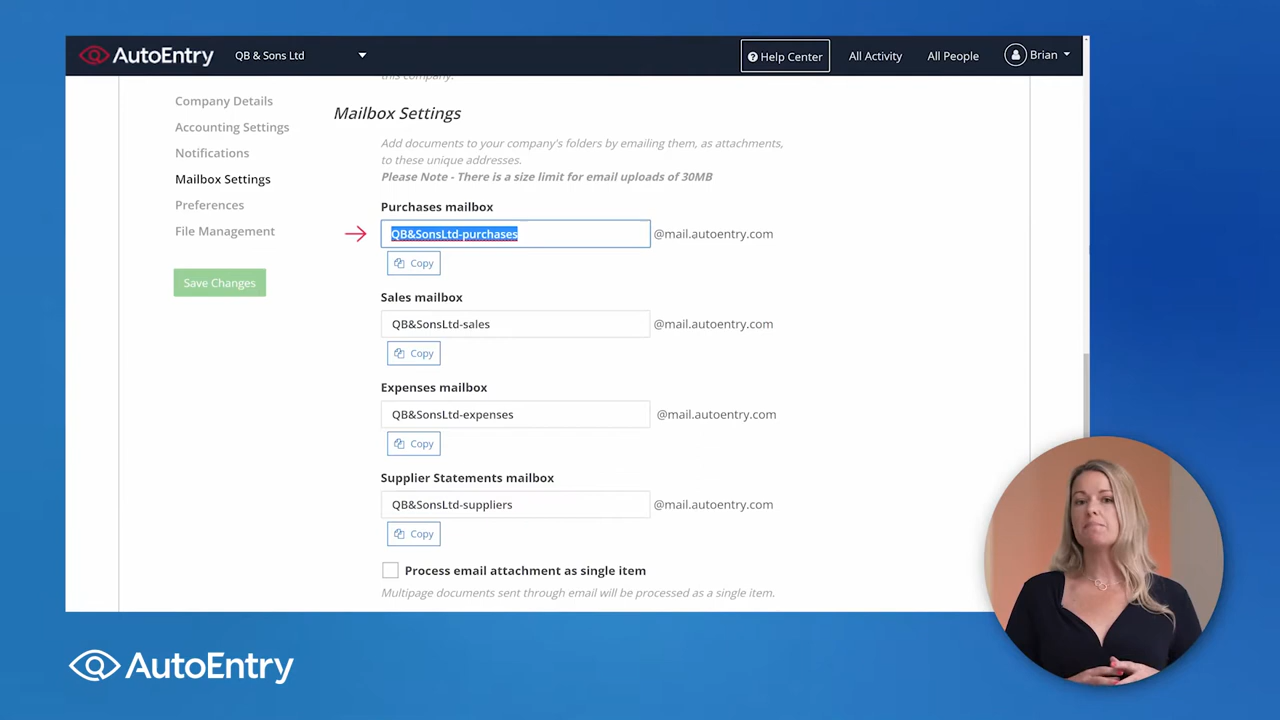 AutoEntry
QB & Sons Ltd
Help Center
All Activity
All People
Brian
this company.
Company Details
Accounting Settings
Notifications
Mailbox Settings
Preferences
File Management
Save Changes
Mailbox Settings
Add documents to your company's folders by emailing them, as attachments,
to these unique addresses.
Please Note - There is a size limit for email uploads of 30MB
Purchases mailbox
QB&SonsLtd-purchases @mail.autoentry.com
Copy
Sales mailbox
QB&SonsLtd-sales @mail.autoentry.com
Copy
Expenses mailbox
QB&SonsLtd-expenses @mail.autoentry.com
Copy
Supplier Statements mailbox
QB&SonsLtd-suppliers @mail.autoentry.com
Copy
Process email attachment as single item
Multipage documents sent through email will be processed as a single item.
AutoEntry